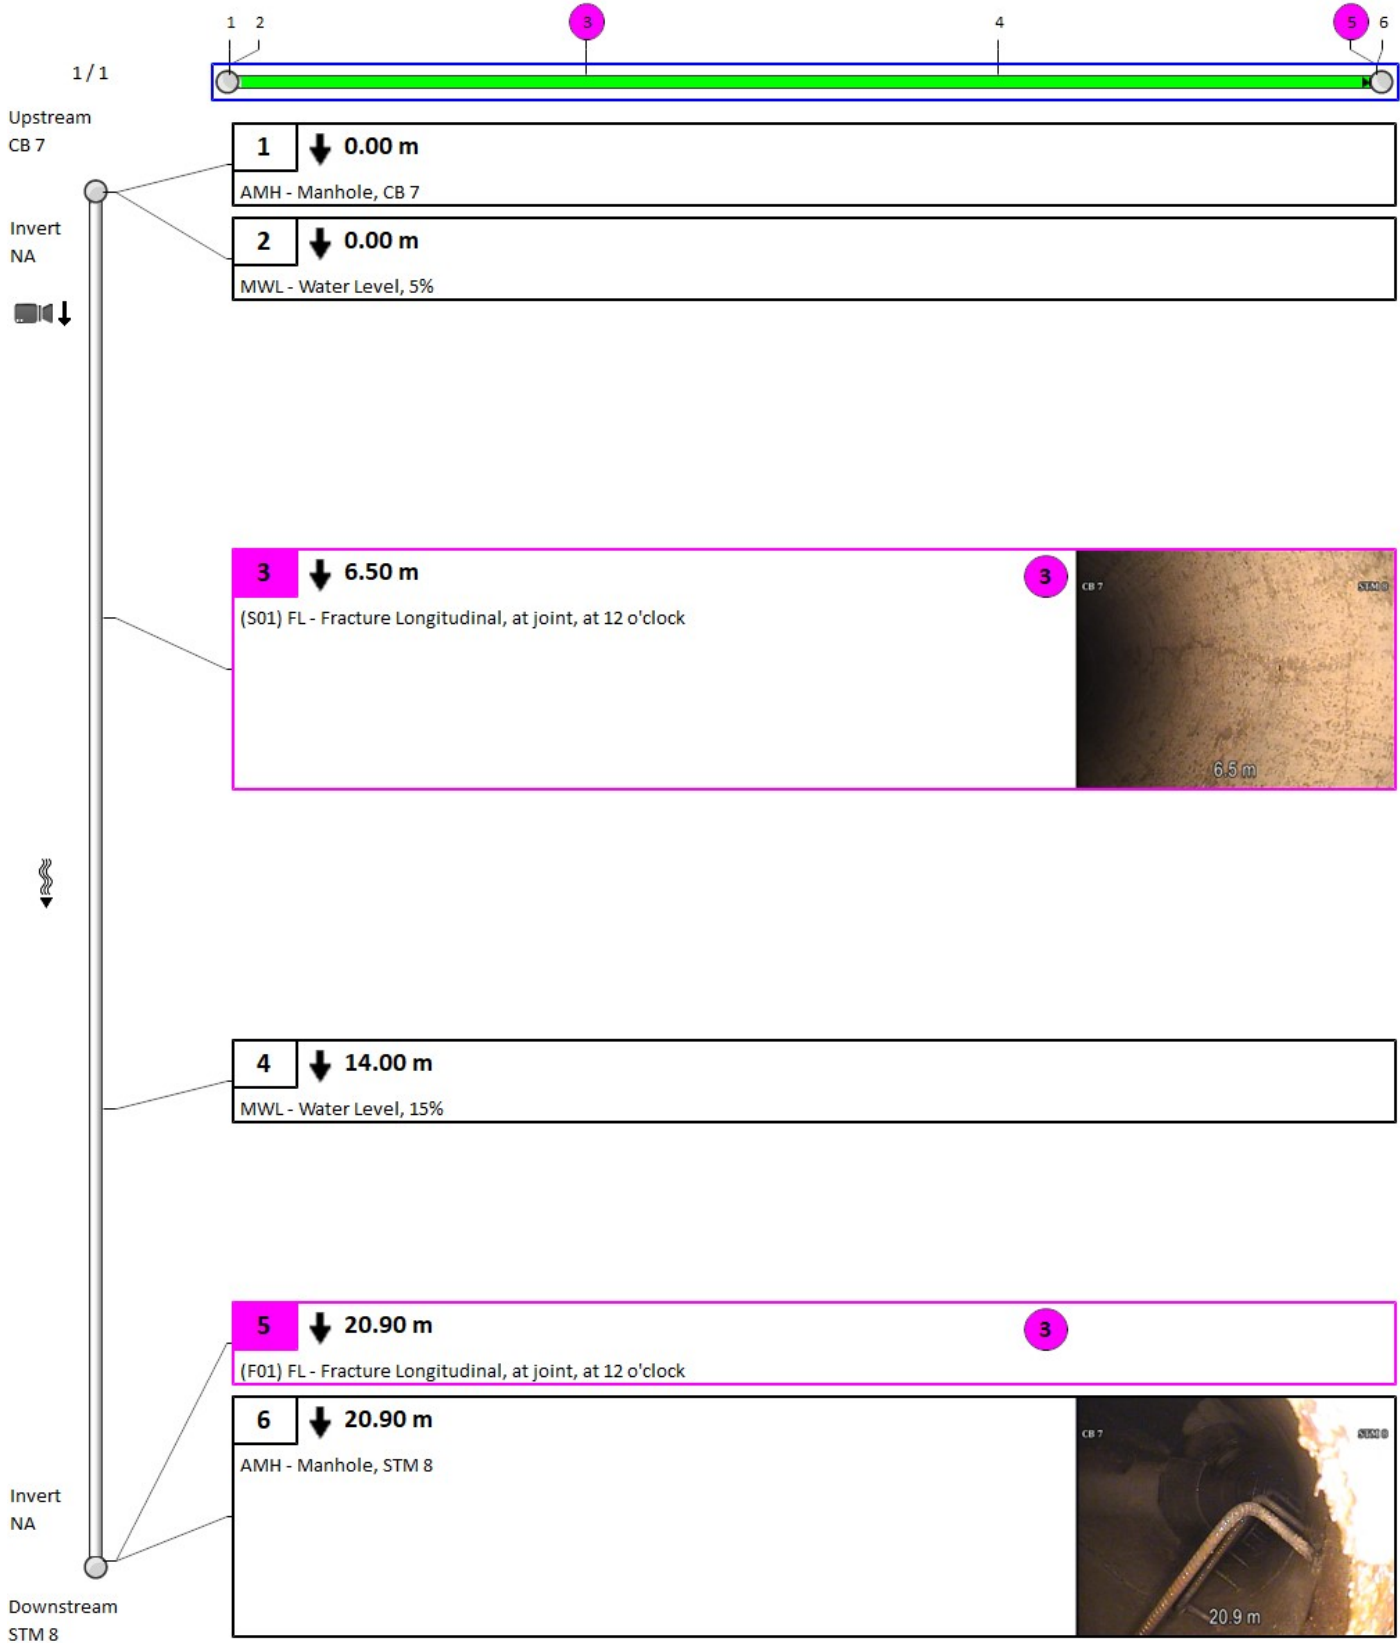 1 2 3 4 5 6
1 / 1
Upstream
CB 7
1 0.00 m
AMH - Manhole, CB 7
Invert
NA
2 0.00 m
MWL - Water Level, 5%
3 6.50 m 3
(S01) FL - Fracture Longitudinal, at joint, at 12 o'clock
CB 7 STM 8
6.5 m
4 14.00 m
MWL - Water Level, 15%
5 20.90 m 3
(F01) FL - Fracture Longitudinal, at joint, at 12 o'clock
6 20.90 m
AMH - Manhole, STM 8
CB 7 STM 8
20.9 m
Invert
NA
Downstream
STM 8